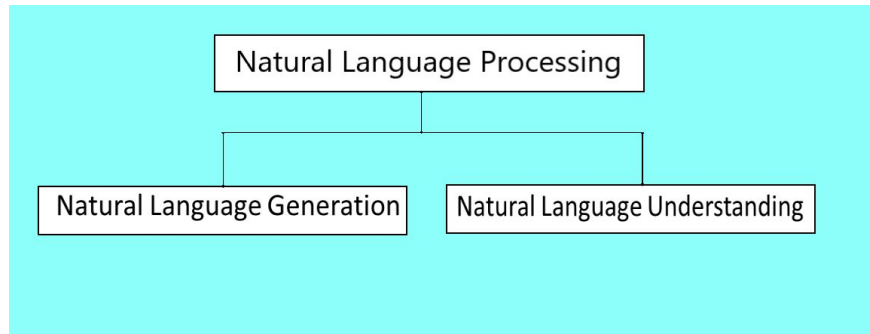 Natural Language Processing
Natural Language Generation
Natural Language Understanding